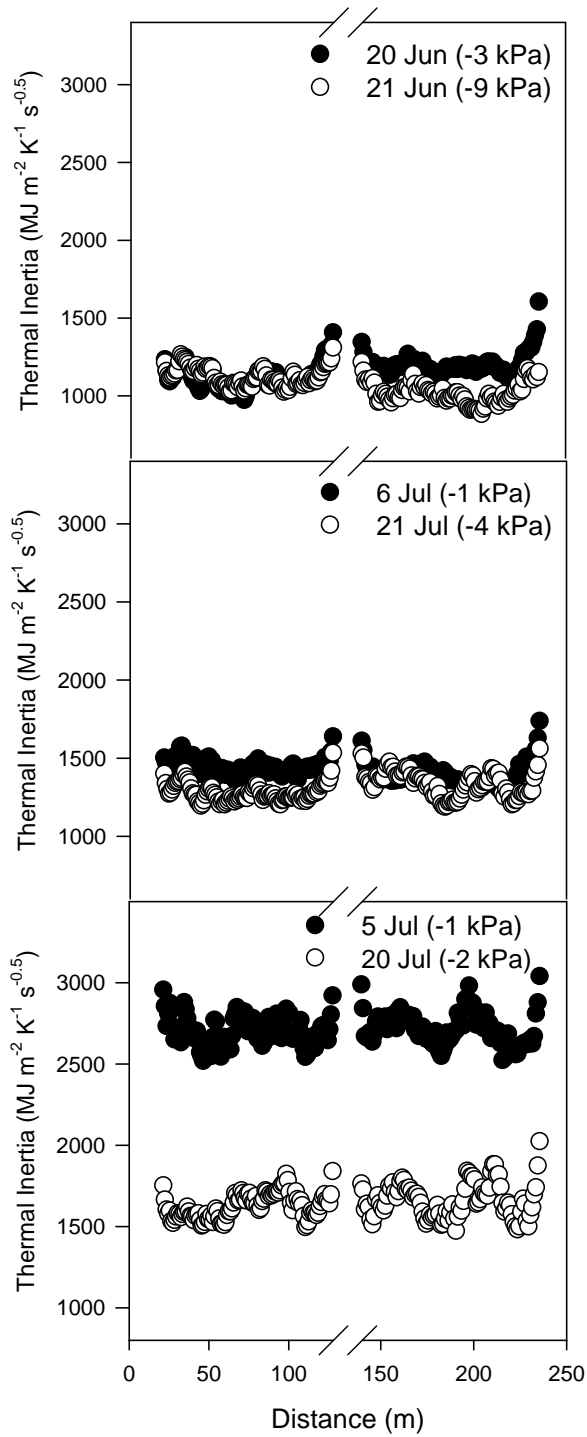 20 Jun (-3 kPa)
21 Jun (-9 kPa)
Thermal Inertia (MJ m-2 K-1 s-0.5)
3000
2500
2000
1500
1000
6 Jul (-1 kPa)
21 Jul (-4 kPa)
Thermal Inertia (MJ m-2 K-1 s-0.5)
3000
2500
2000
1500
1000
5 Jul (-1 kPa)
20 Jul (-2 kPa)
Thermal Inertia (MJ m-2 K-1 s-0.5)
3000
2500
2000
1500
1000
0 50 100 150 200 250
Distance (m)